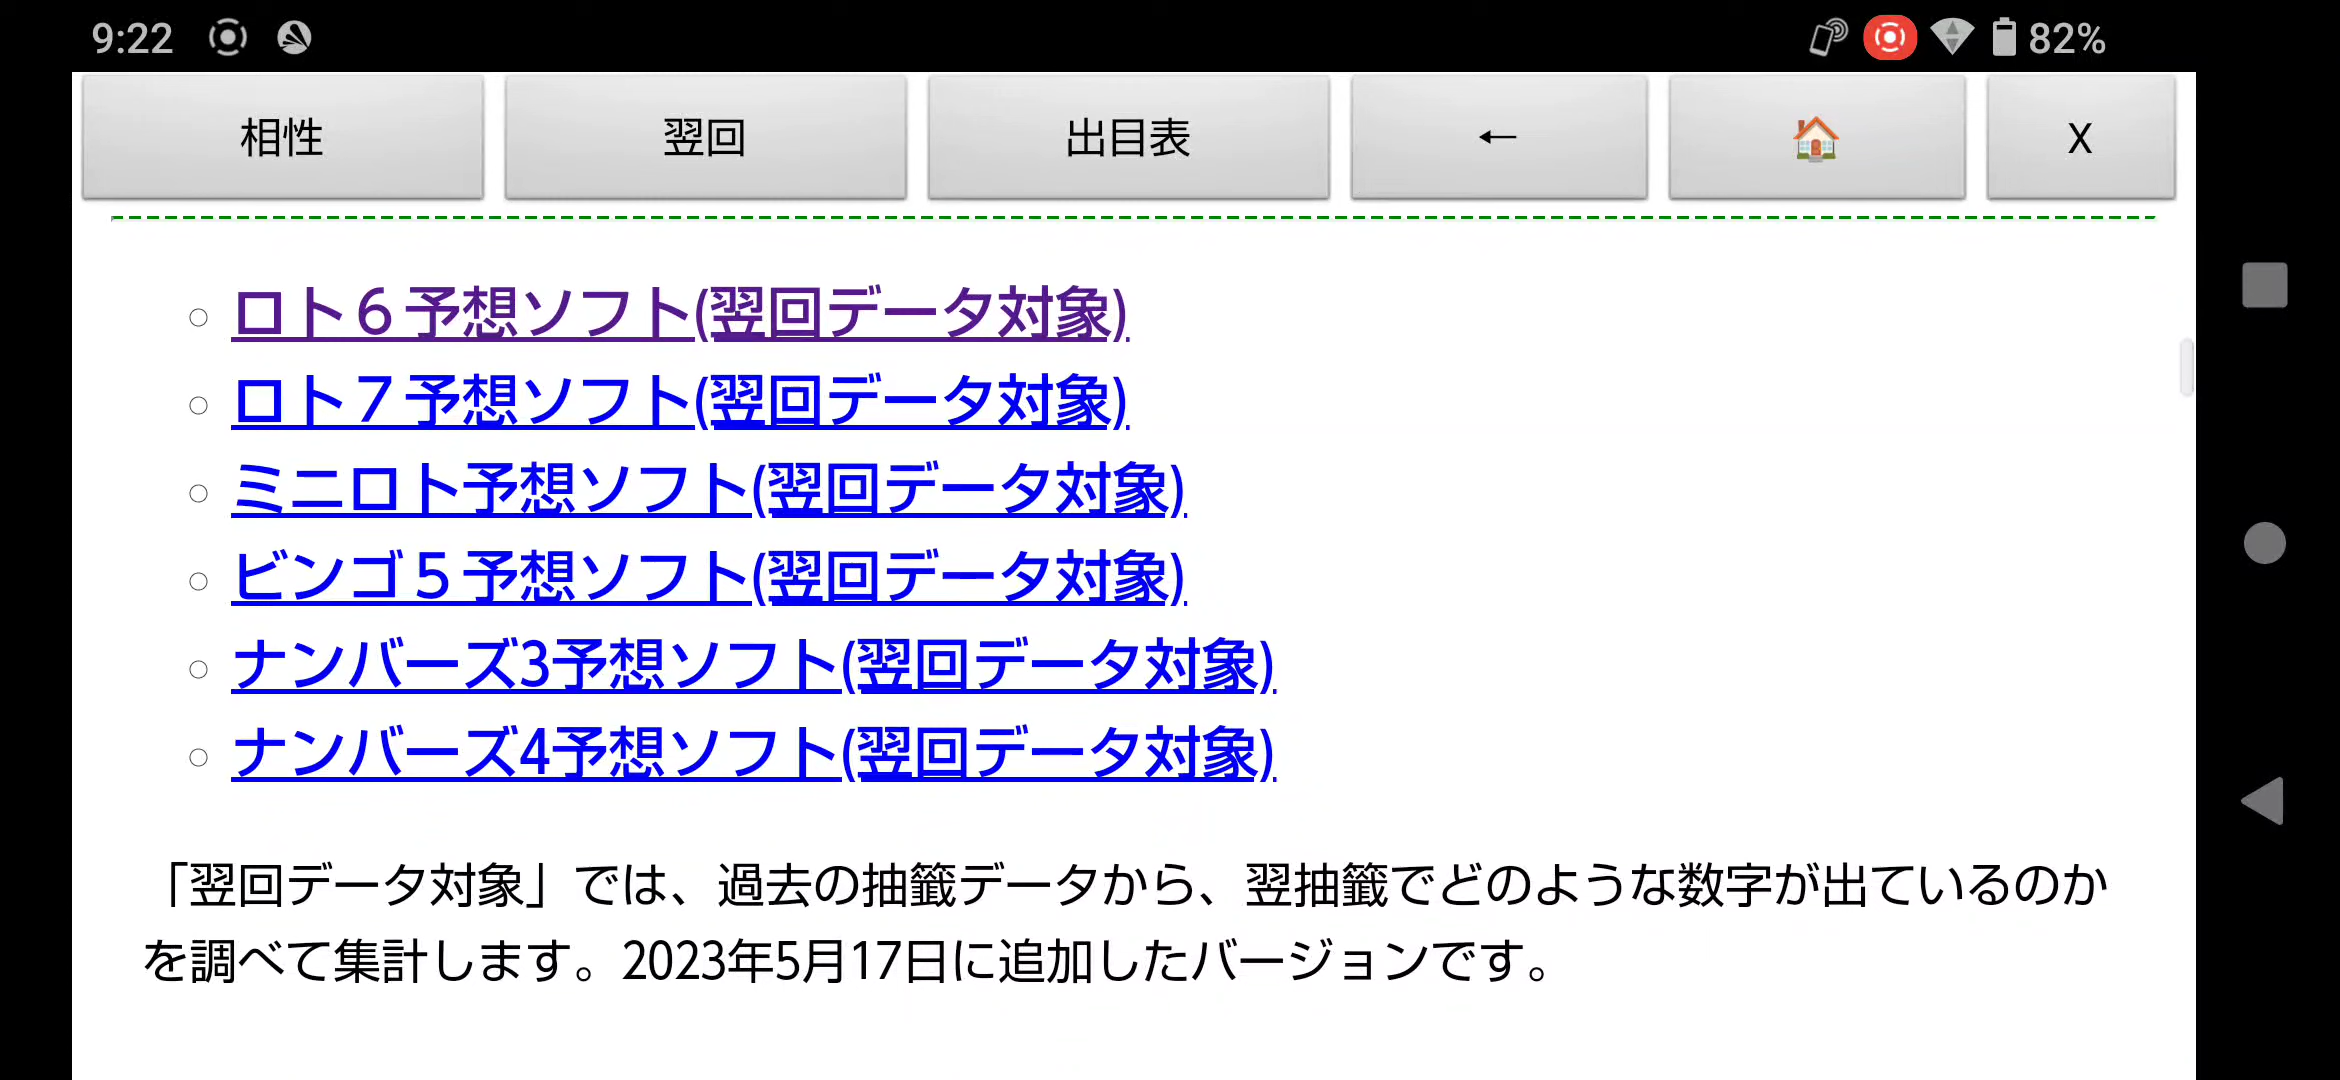 9:22 82%
相性 翌回 出目表 ← X
ロト６予想ソフト(翌回データ対象)
ロト７予想ソフト(翌回データ対象)
ミニロト予想ソフト(翌回データ対象)
ビンゴ５予想ソフト(翌回データ対象)
ナンバーズ3予想ソフト(翌回データ対象)
ナンバーズ4予想ソフト(翌回データ対象)
「翌回データ対象」では、過去の抽籤データから、翌抽籤でどのような数字が出ているのか
を調べて集計します。2023年5月17日に追加したバージョンです。